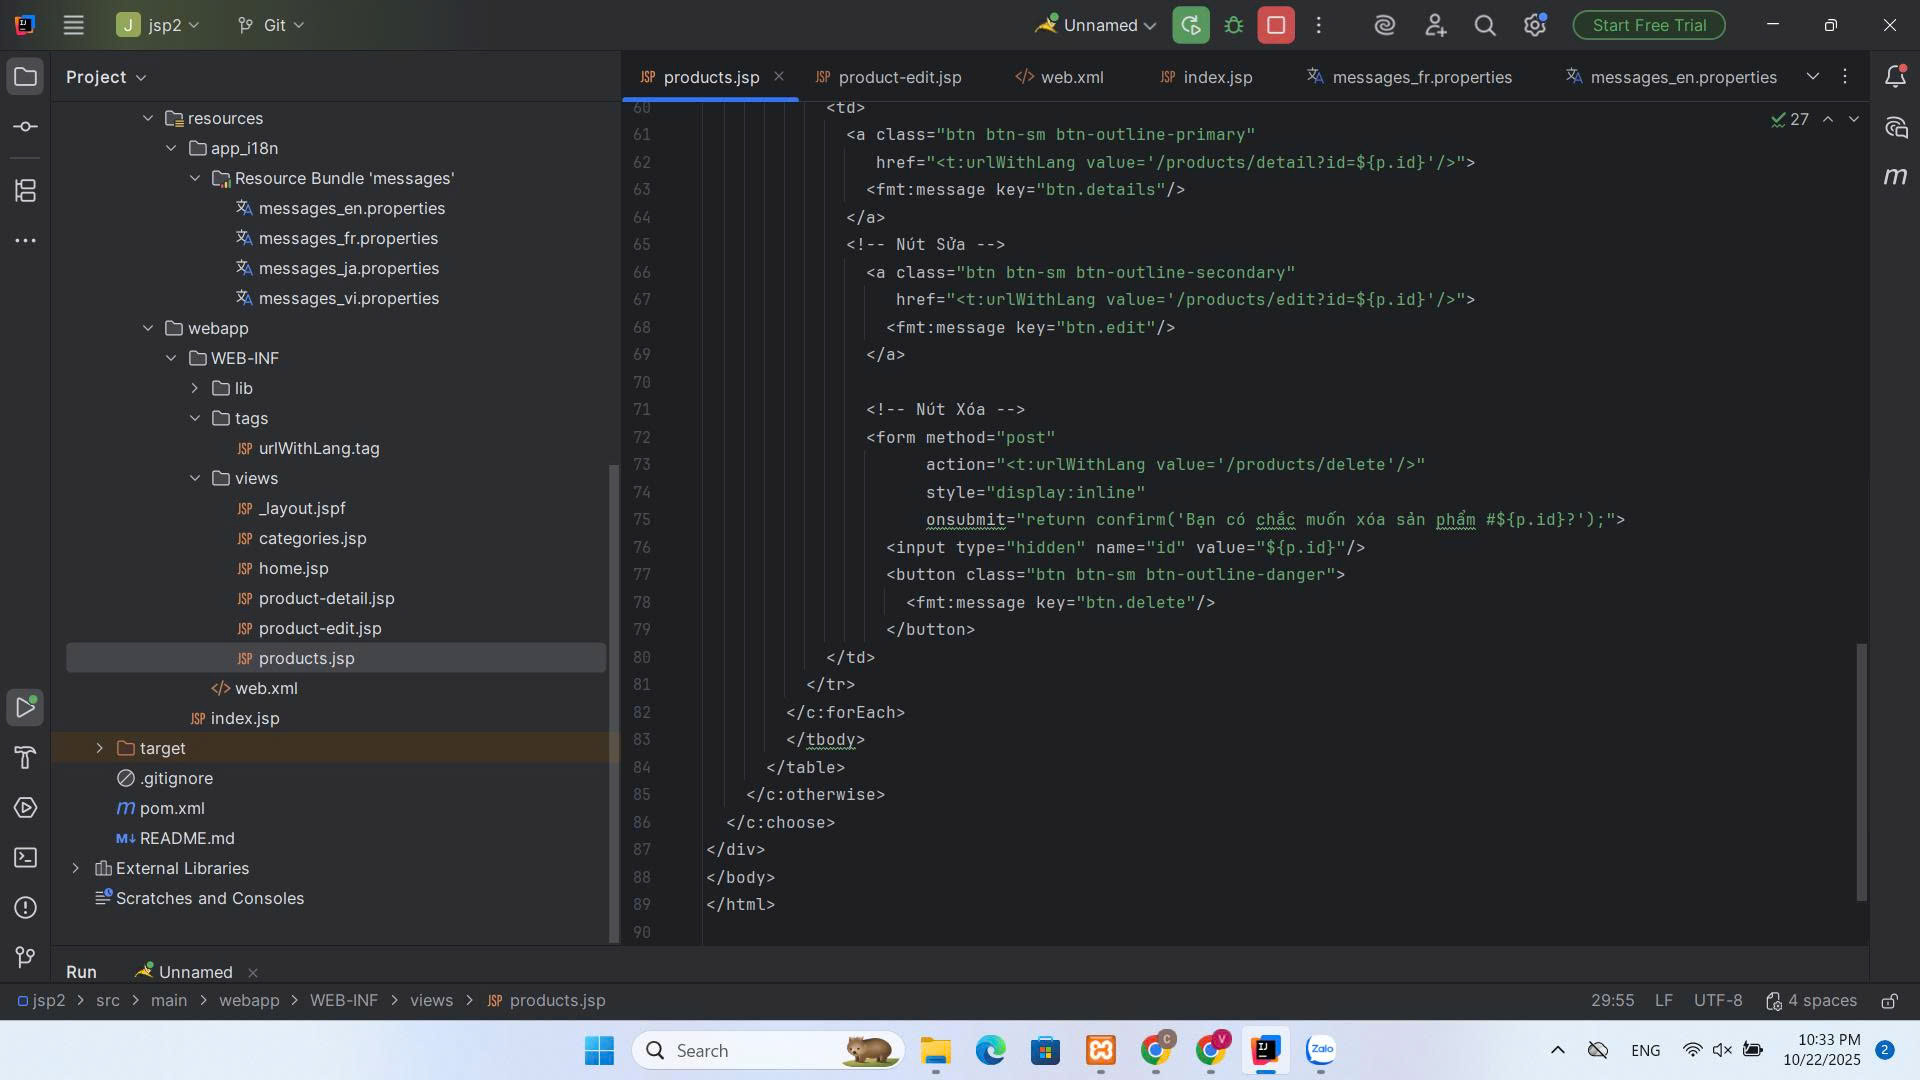 J jsp2 Git Unnamed Start Free Trial
Project
products.jsp product-edit.jsp web.xml index.jsp messages_fr.properties messages_en.properties
resources
app_i18n
Resource Bundle 'messages'
messages_en.properties
messages_fr.properties
messages_ja.properties
messages_vi.properties
webapp
WEB-INF
lib
tags
urlWithLang.tag
views
_layout.jspf
categories.jsp
home.jsp
product-detail.jsp
product-edit.jsp
products.jsp
web.xml
index.jsp
target
.gitignore
pom.xml
README.md
External Libraries
Scratches and Consoles
27
60 <td>
61 <a class="btn btn-sm btn-outline-primary"
62 href="<t:urlWithLang value='/products/detail?id=${p.id}'/>">
63 <fmt:message key="btn.details"/>
64 </a>
65 <!-- Nút Sửa -->
66 <a class="btn btn-sm btn-outline-secondary"
67 href="<t:urlWithLang value='/products/edit?id=${p.id}'/>">
68 <fmt:message key="btn.edit"/>
69 </a>
70
71 <!-- Nút Xóa -->
72 <form method="post"
73 action="<t:urlWithLang value='/products/delete'/>"
74 style="display:inline"
75 onsubmit="return confirm('Bạn có chắc muốn xóa sản phẩm #${p.id}?');">
76 <input type="hidden" name="id" value="${p.id}"/>
77 <button class="btn btn-sm btn-outline-danger">
78 <fmt:message key="btn.delete"/>
79 </button>
80 </td>
81 </tr>
82 </c:forEach>
83 </tbody>
84 </table>
85 </c:otherwise>
86 </c:choose>
87 </div>
88 </body>
89 </html>
90
Run Unnamed
jsp2 > src > main > webapp > WEB-INF > views > products.jsp 29:55 LF UTF-8 4 spaces
Search Zalo ENG 10:33 PM
10/22/2025 2